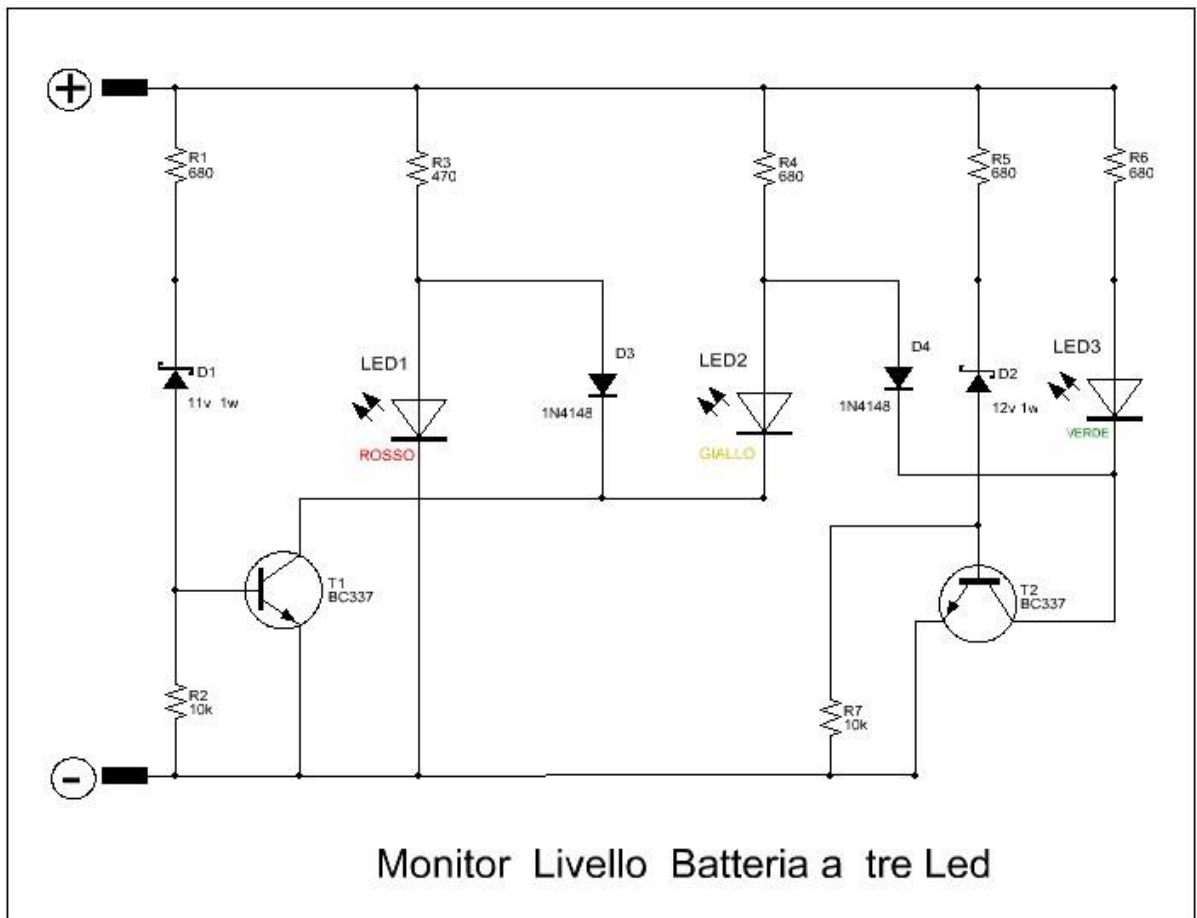 +
R1
680
R3
470
R4
680
R5
680
R6
680
D1
11v 1w
LED1
ROSSO
D3
1N4148
LED2
GIALLO
D4
1N4148
D2
12v 1w
LED3
VERDE
T1
BC337
T2
BC337
R2
10k
R7
10k
-
Monitor Livello Batteria a tre Led